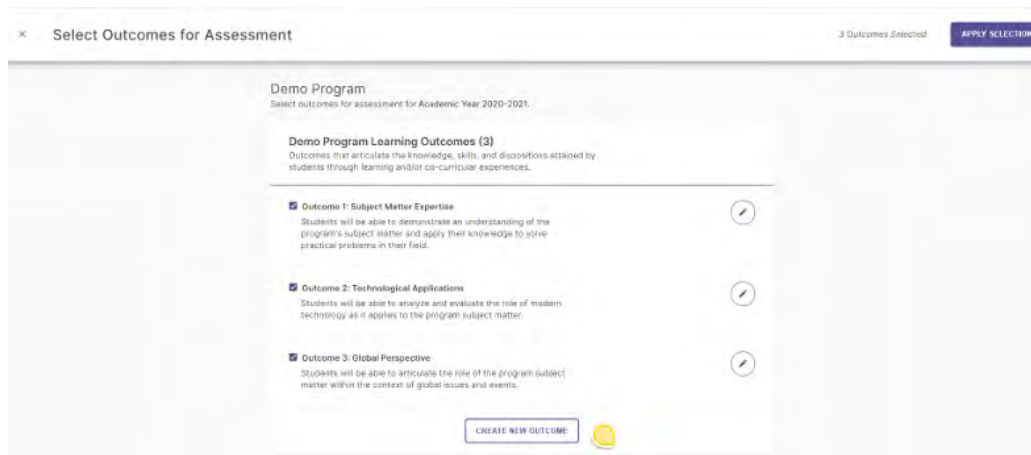 × Select Outcomes for Assessment 3 Outcomes Selected APPLY SELECTION
Demo Program
Select outcomes for assessment for Academic Year 2020-2021.
Demo Program Learning Outcomes (3)
Outcomes that articulate the knowledge, skills, and dispositions attained by
students through learning and/or co-curricular experiences.
Outcome 1: Subject Matter Expertise
Students will be able to demonstrate an understanding of the
program's subject matter and apply their knowledge to solve
practical problems in their field.
Outcome 2: Technological Applications
Students will be able to analyze and evaluate the role of modern
technology as it applies to the program subject matter.
Outcome 3: Global Perspective
Students will be able to articulate the role of the program subject
matter within the context of global issues and events.
CREATE NEW OUTCOME